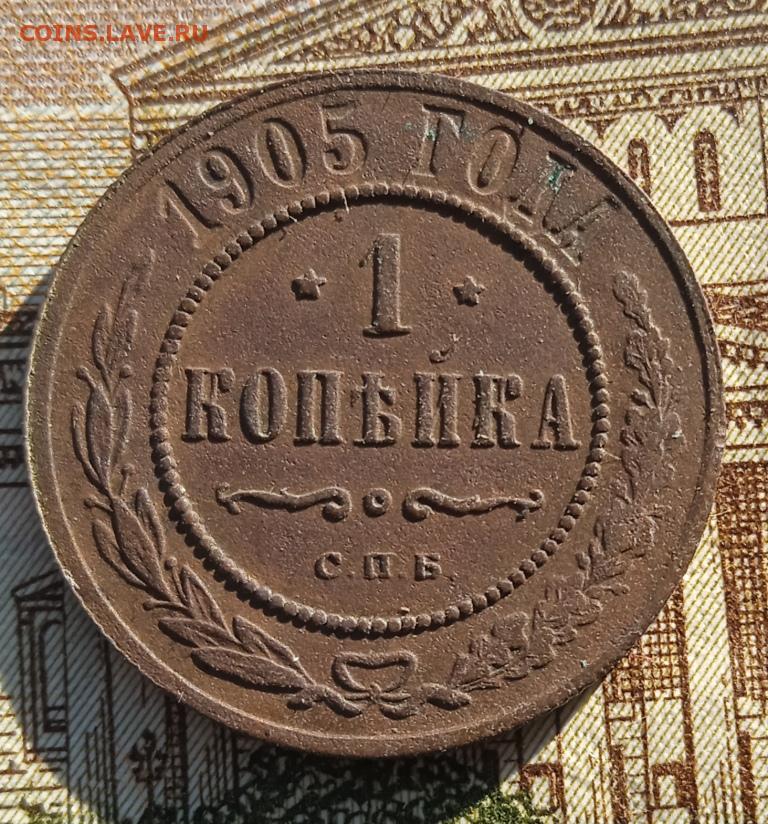 COINS.LAVE.RU
1905 ГОДА
1
КОПѢЙКА
С.П.Б.